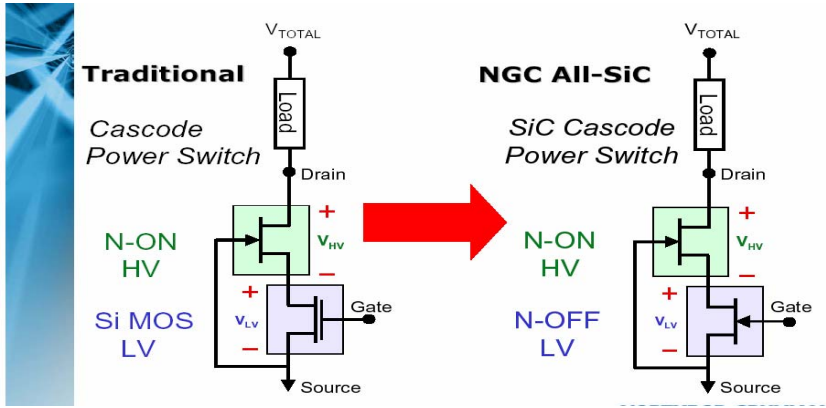 V_TOTAL
Traditional
Load
Cascode
Power Switch
Drain
N-ON
HV
+
V_HV
–
Si MOS
LV
+
V_LV
–
Gate
Source
V_TOTAL
NGC All-SiC
Load
SiC Cascode
Power Switch
Drain
N-ON
HV
+
V_HV
–
N-OFF
LV
+
V_LV
–
Gate
Source